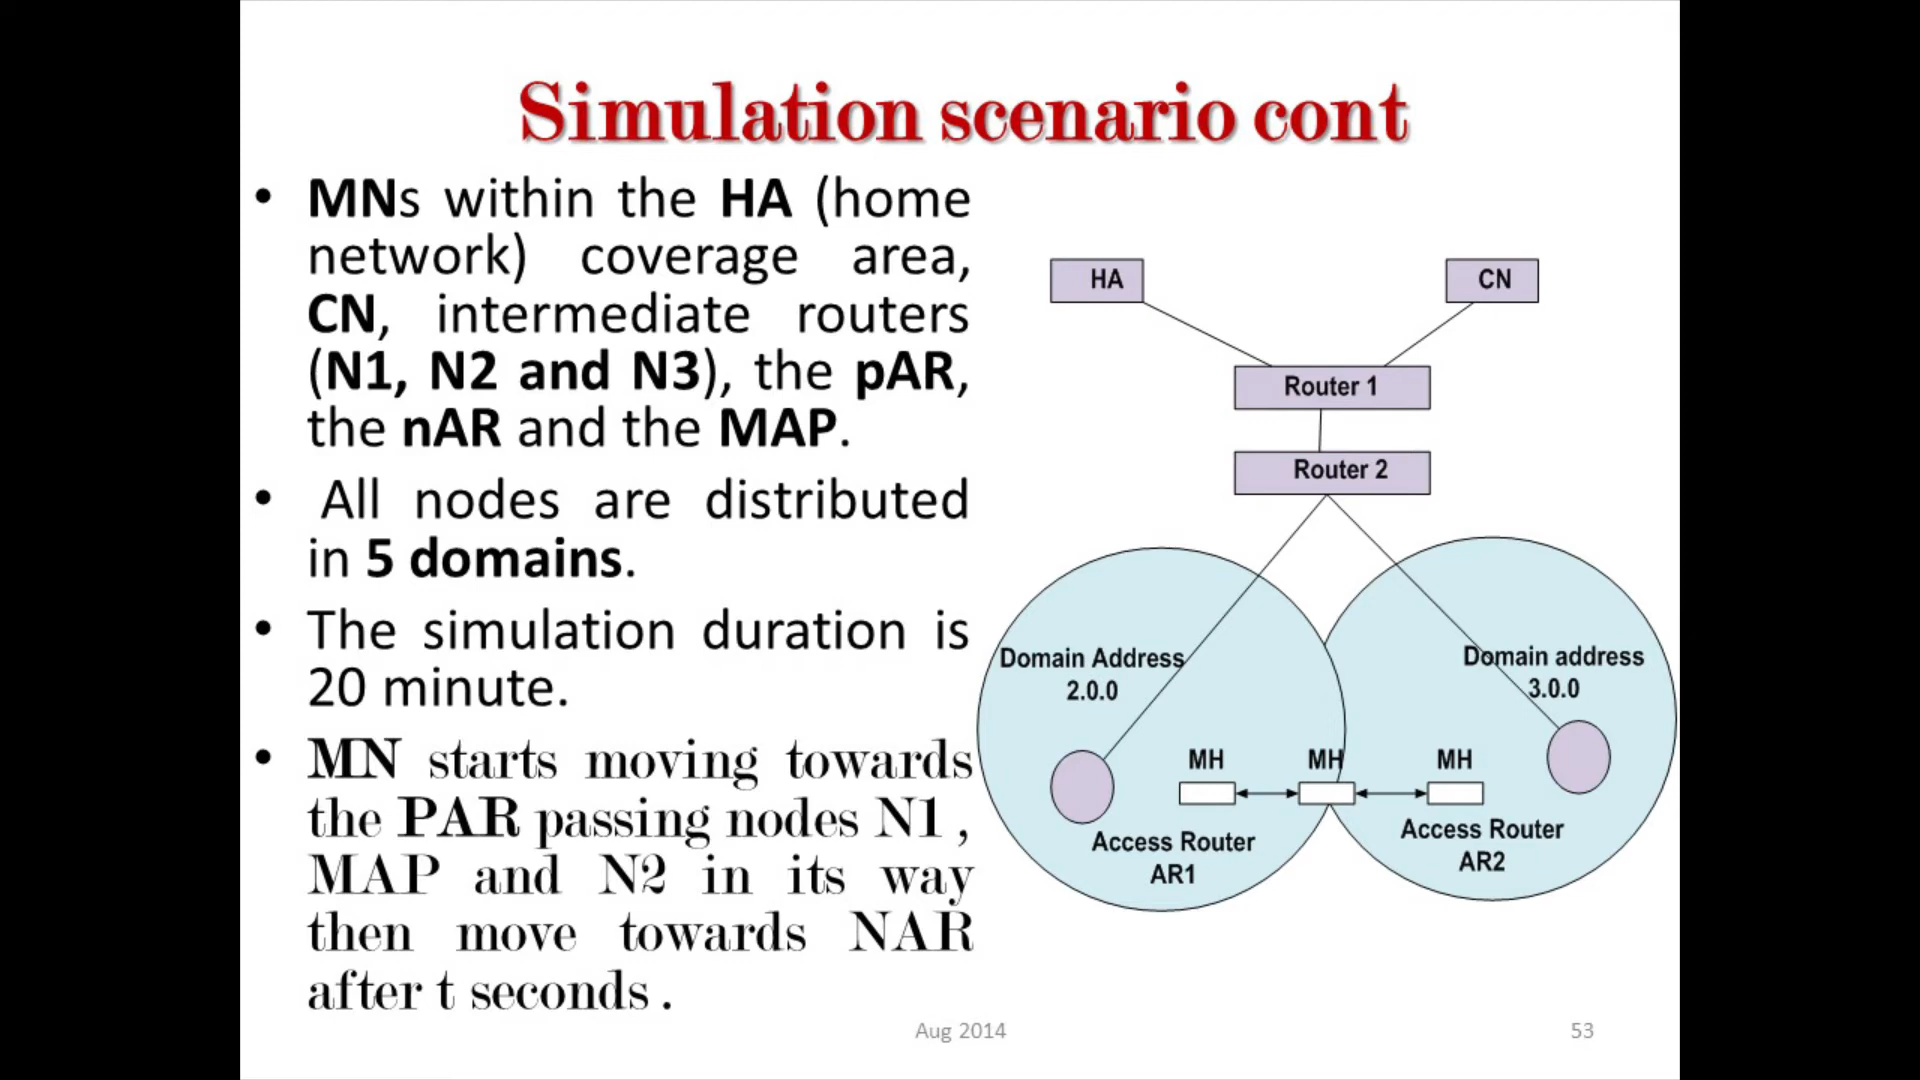 Simulation scenario cont
• MNs within the HA (home
network) coverage area,
CN, intermediate routers
(N1, N2 and N3), the pAR,
the nAR and the MAP.
• All nodes are distributed
in 5 domains.
• The simulation duration is
20 minute.
• MN starts moving towards
the PAR passing nodes N1 ,
MAP and N2 in its way
then move towards NAR
after t seconds .
HA
CN
Router 1
Router 2
Domain Address
2.0.0
Domain address
3.0.0
MH
MH
MH
Access Router
AR1
Access Router
AR2
Aug 2014
53